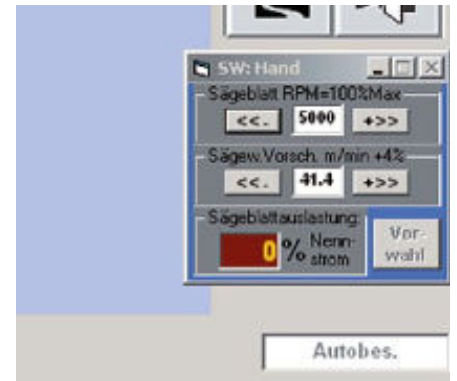 SW: Hand
Sägeblatt RPM=100%Max
<<.
5000
+>>
Sägew.Vorsch. m/min +4%
<<.
41.4
+>>
Sägeblattauslastung
0 % Nenn-
strom
Vor-
wahl
Autobes.